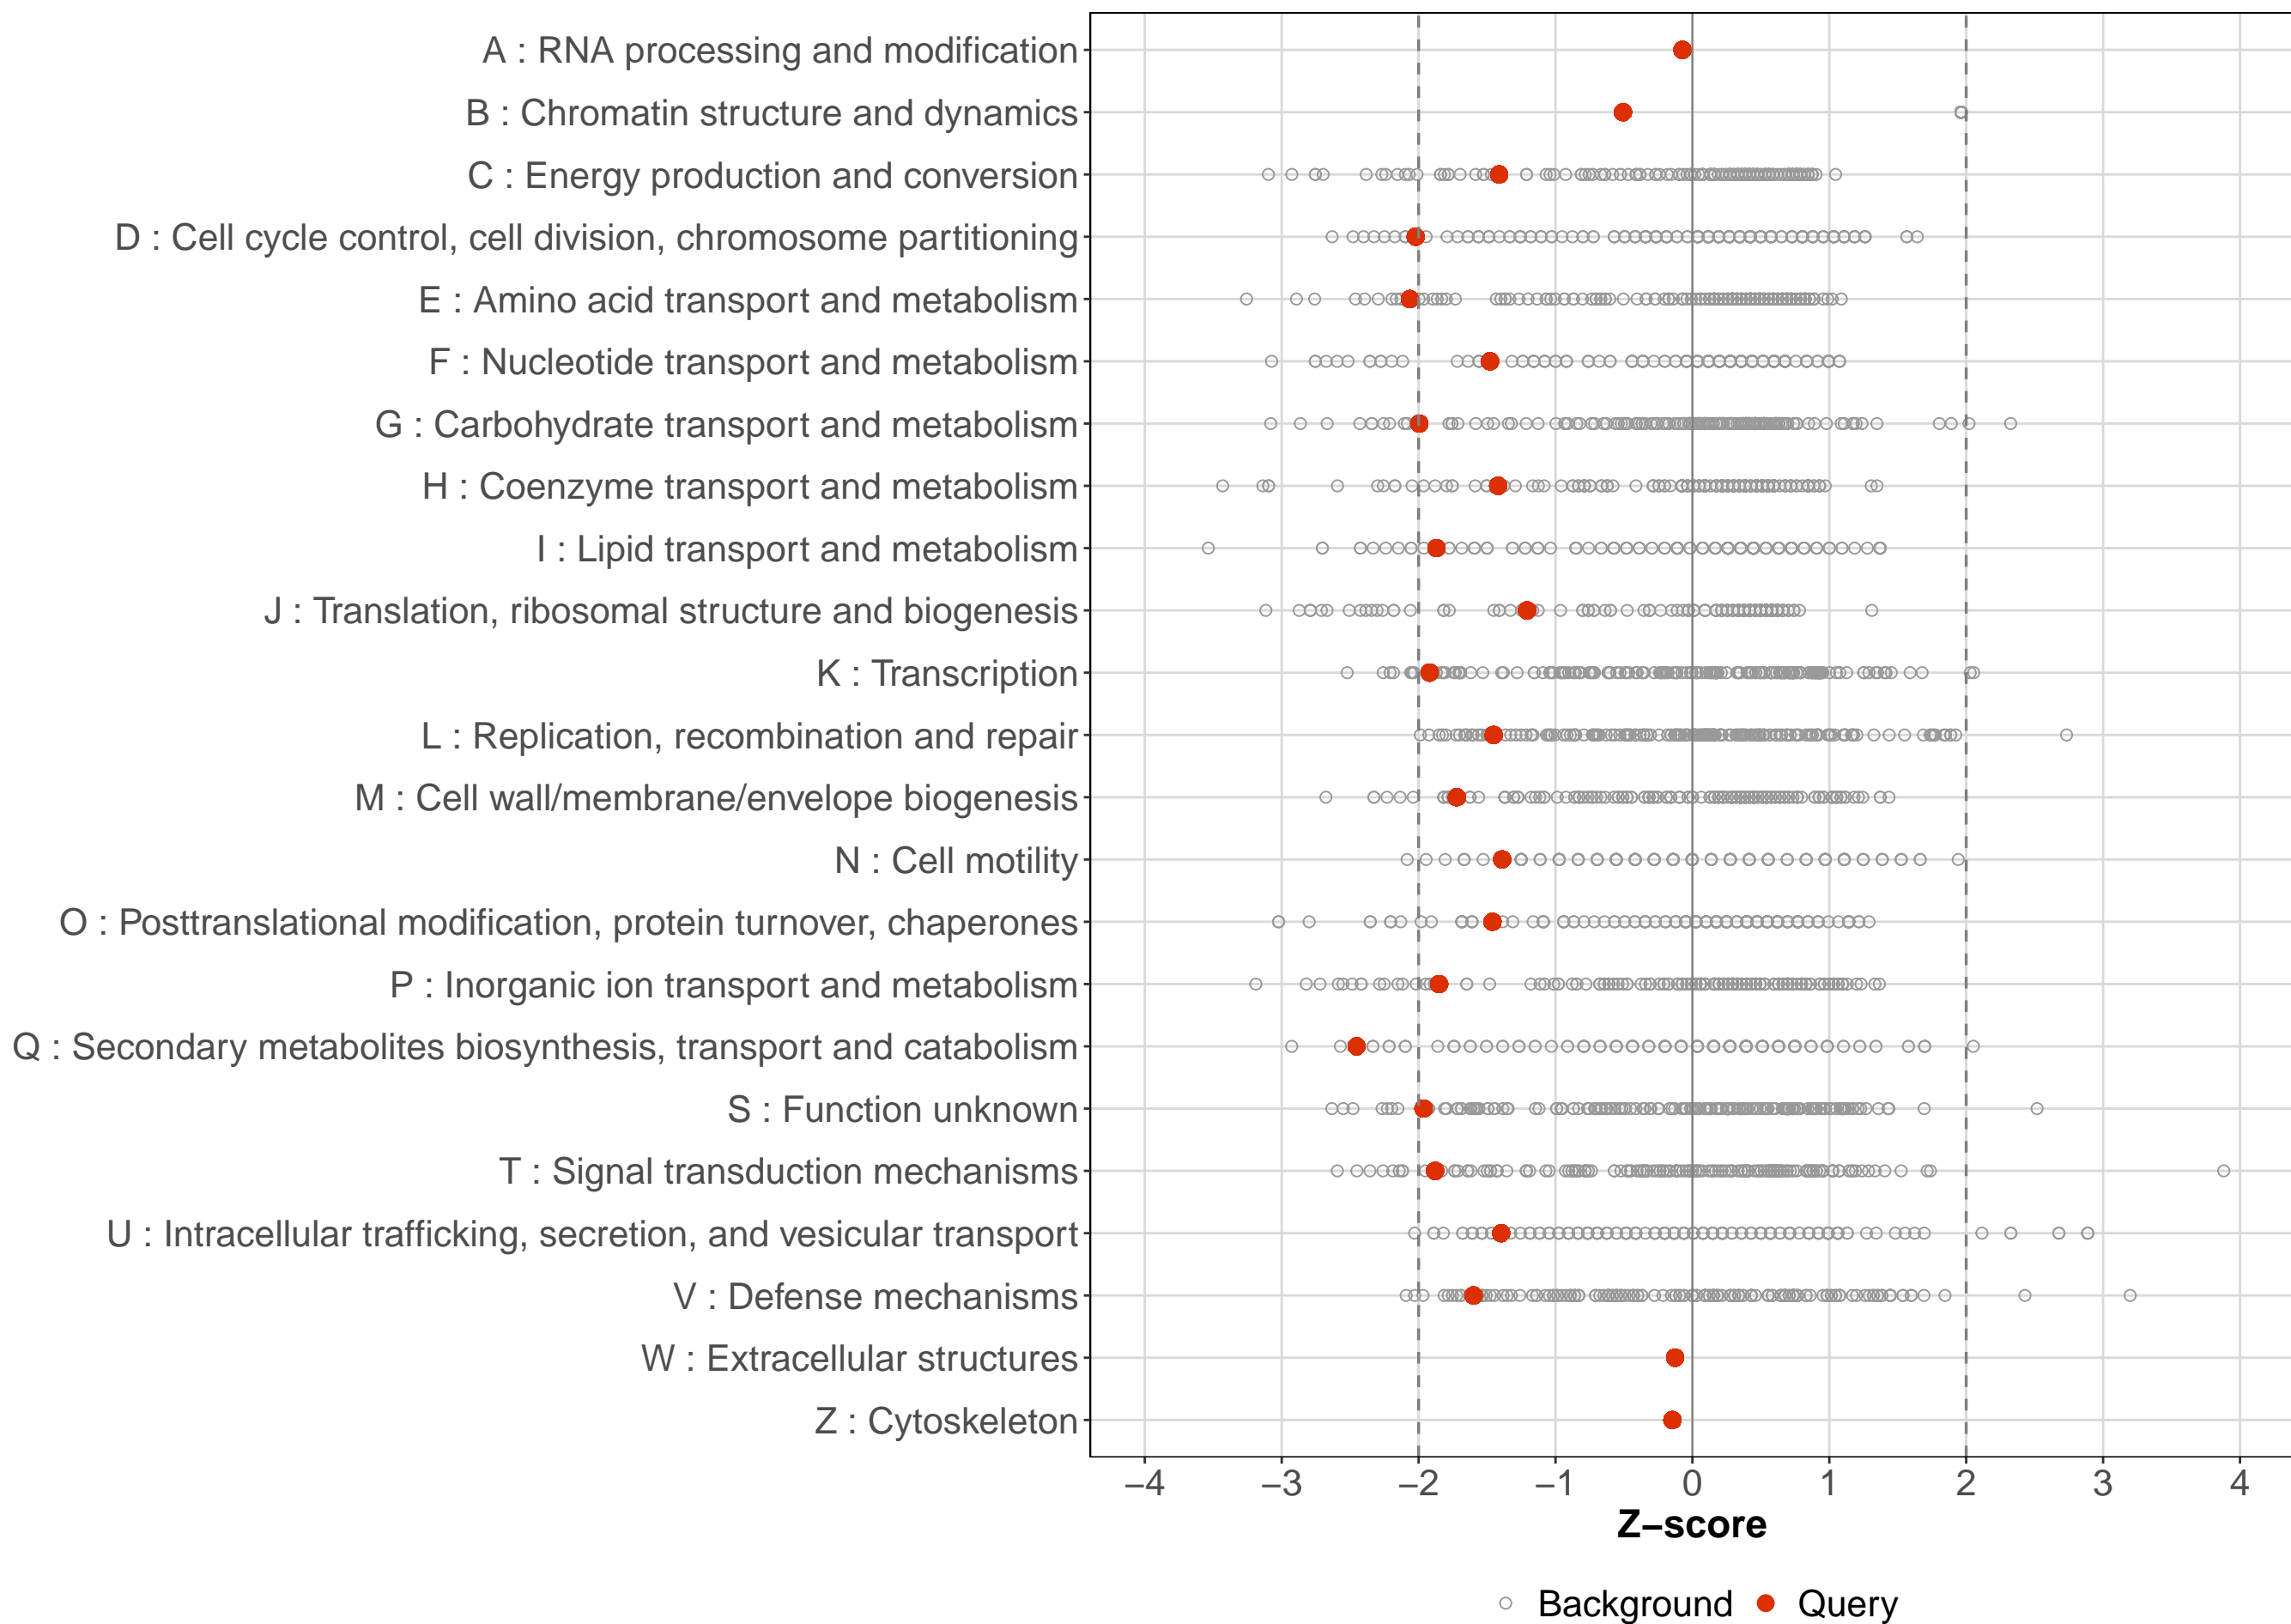 A : RNA processing and modification
B : Chromatin structure and dynamics
C : Energy production and conversion
D : Cell cycle control, cell division, chromosome partitioning
E : Amino acid transport and metabolism
F : Nucleotide transport and metabolism
G : Carbohydrate transport and metabolism
H : Coenzyme transport and metabolism
I : Lipid transport and metabolism
J : Translation, ribosomal structure and biogenesis
K : Transcription
L : Replication, recombination and repair
M : Cell wall/membrane/envelope biogenesis
N : Cell motility
O : Posttranslational modification, protein turnover, chaperones
P : Inorganic ion transport and metabolism
Q : Secondary metabolites biosynthesis, transport and catabolism
S : Function unknown
T : Signal transduction mechanisms
U : Intracellular trafficking, secretion, and vesicular transport
V : Defense mechanisms
W : Extracellular structures
Z : Cytoskeleton
−4 −3 −2 −1 0 1 2 3 4
Z−score
Background Query